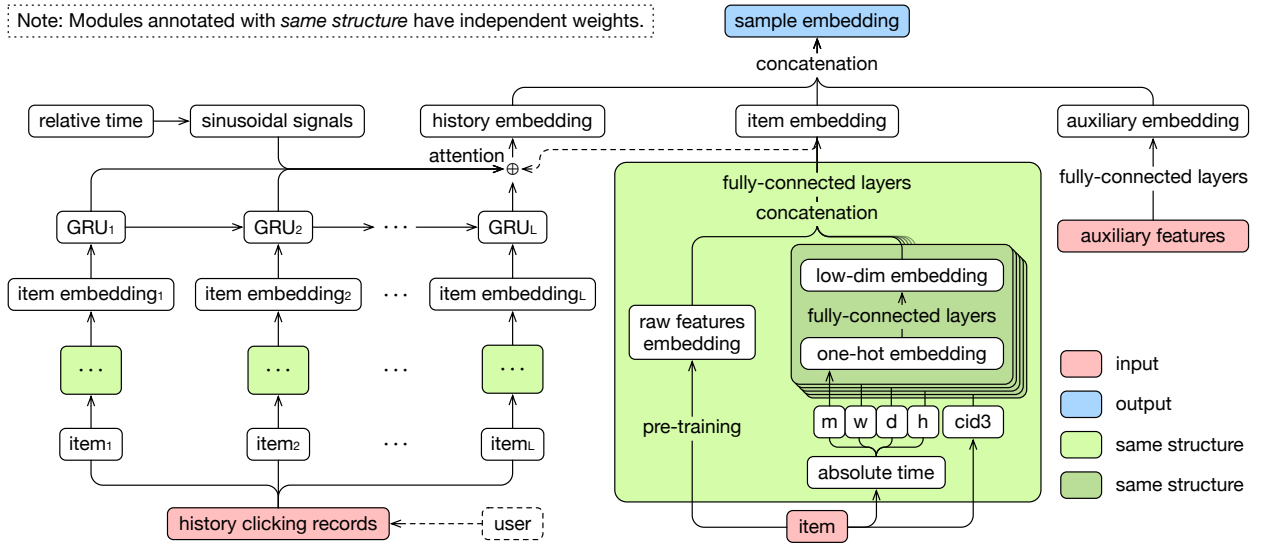 Note: Modules annotated with same structure have independent weights.
sample embedding
concatenation
relative time
sinusoidal signals
history embedding
item embedding
auxiliary embedding
attention
⊕
fully-connected layers
fully-connected layers
concatenation
GRU1
GRU2
···
GRUL
auxiliary features
low-dim embedding
item embedding1
item embedding2
···
item embeddingL
raw features
embedding
fully-connected layers
one-hot embedding
···
···
···
input
output
m
w
d
h
cid3
pre-training
item1
item2
···
itemL
same structure
absolute time
same structure
history clicking records
user
item